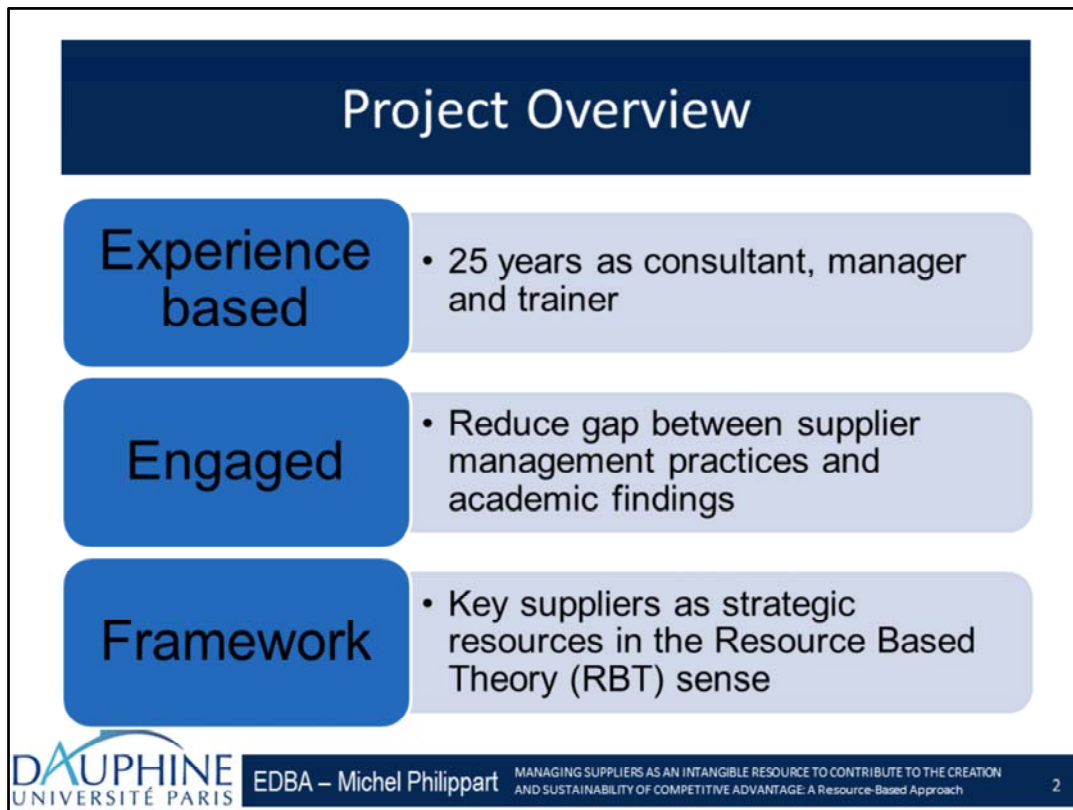 Project Overview
Experience
based
• 25 years as consultant, manager
and trainer
Engaged
• Reduce gap between supplier
management practices and
academic findings
Framework
• Key suppliers as strategic
resources in the Resource Based
Theory (RBT) sense
DAUPHINE
UNIVERSITÉ PARIS
EDBA – Michel Philippart
MANAGING SUPPLIERS AS AN INTANGIBLE RESOURCE TO CONTRIBUTE TO THE CREATION
AND SUSTAINABILITY OF COMPETITIVE ADVANTAGE: A Resource-Based Approach
2